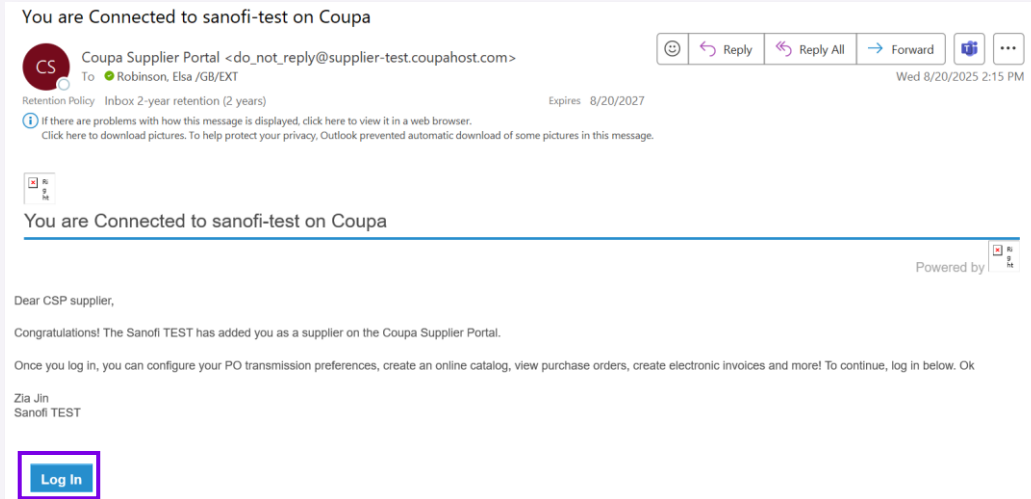 You are Connected to sanofi-test on Coupa
CS
Coupa Supplier Portal <do_not_reply@supplier-test.coupahost.com>
To Robinson, Elsa /GB/EXT
Reply
Reply All
Forward
Wed 8/20/2025 2:15 PM
Retention Policy Inbox 2-year retention (2 years)
Expires 8/20/2027
If there are problems with how this message is displayed, click here to view it in a web browser.
Click here to download pictures. To help protect your privacy, Outlook prevented automatic download of some pictures in this message.
Ri
g
ht
You are Connected to sanofi-test on Coupa
Powered by
Ri
g
ht
Dear CSP supplier,
Congratulations! The Sanofi TEST has added you as a supplier on the Coupa Supplier Portal.
Once you log in, you can configure your PO transmission preferences, create an online catalog, view purchase orders, create electronic invoices and more! To continue, log in below. Ok
Zia Jin
Sanofi TEST
Log In